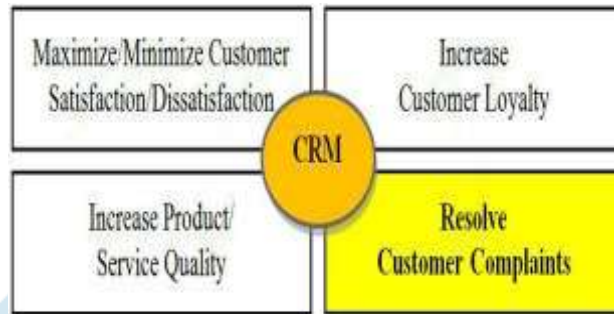 Maximize/Minimize Customer
Satisfaction/Dissatisfaction
Increase
Customer Loyalty
CRM
Increase Product/
Service Quality
Resolve
Customer Complaints